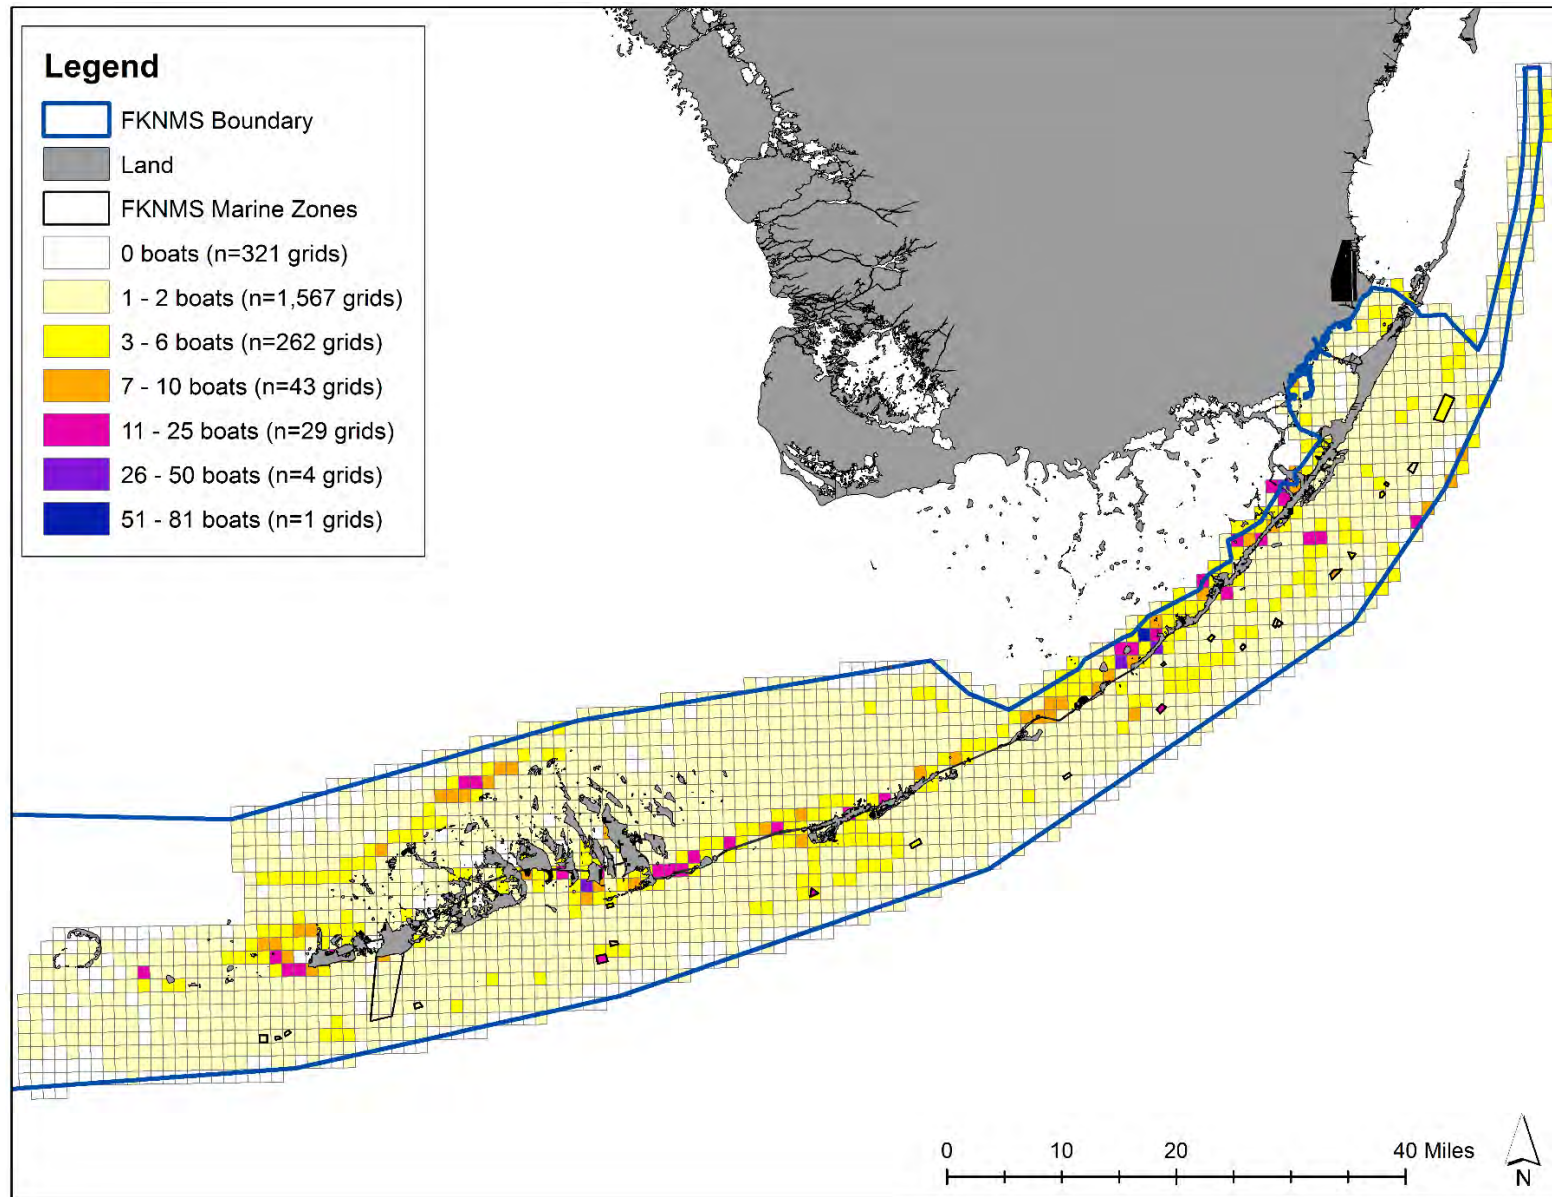 Legend
FKNMS Boundary
Land
FKNMS Marine Zones
0 boats (n=321 grids)
1 - 2 boats (n=1,567 grids)
3 - 6 boats (n=262 grids)
7 - 10 boats (n=43 grids)
11 - 25 boats (n=29 grids)
26 - 50 boats (n=4 grids)
51 - 81 boats (n=1 grids)
0 10 20 40 Miles
N